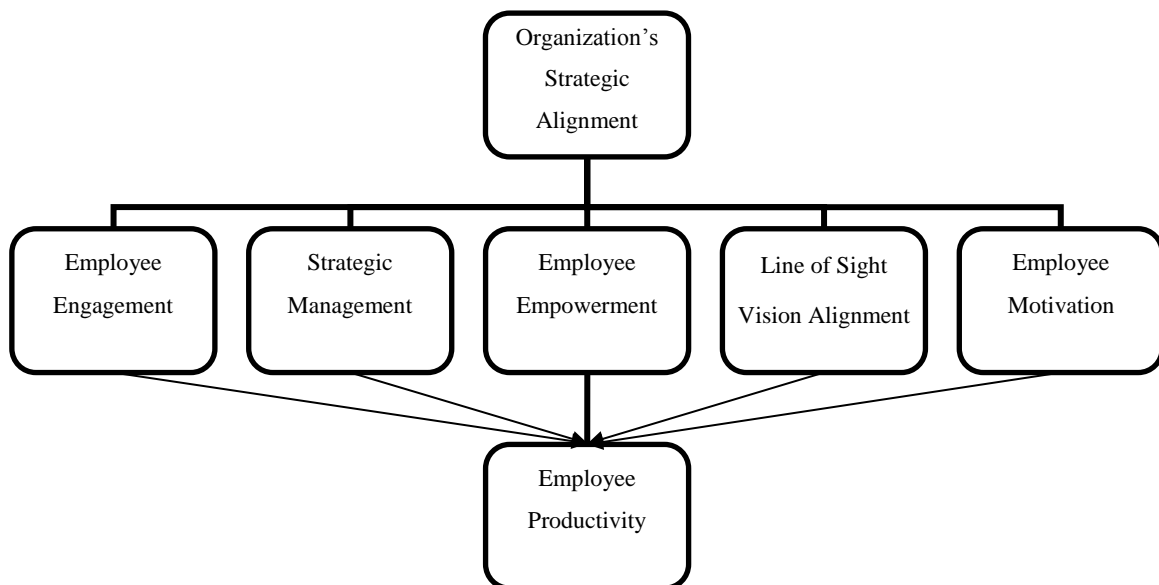 Organization’s
Strategic
Alignment
Employee
Engagement
Strategic
Management
Employee
Empowerment
Line of Sight
Vision Alignment
Employee
Motivation
Employee
Productivity